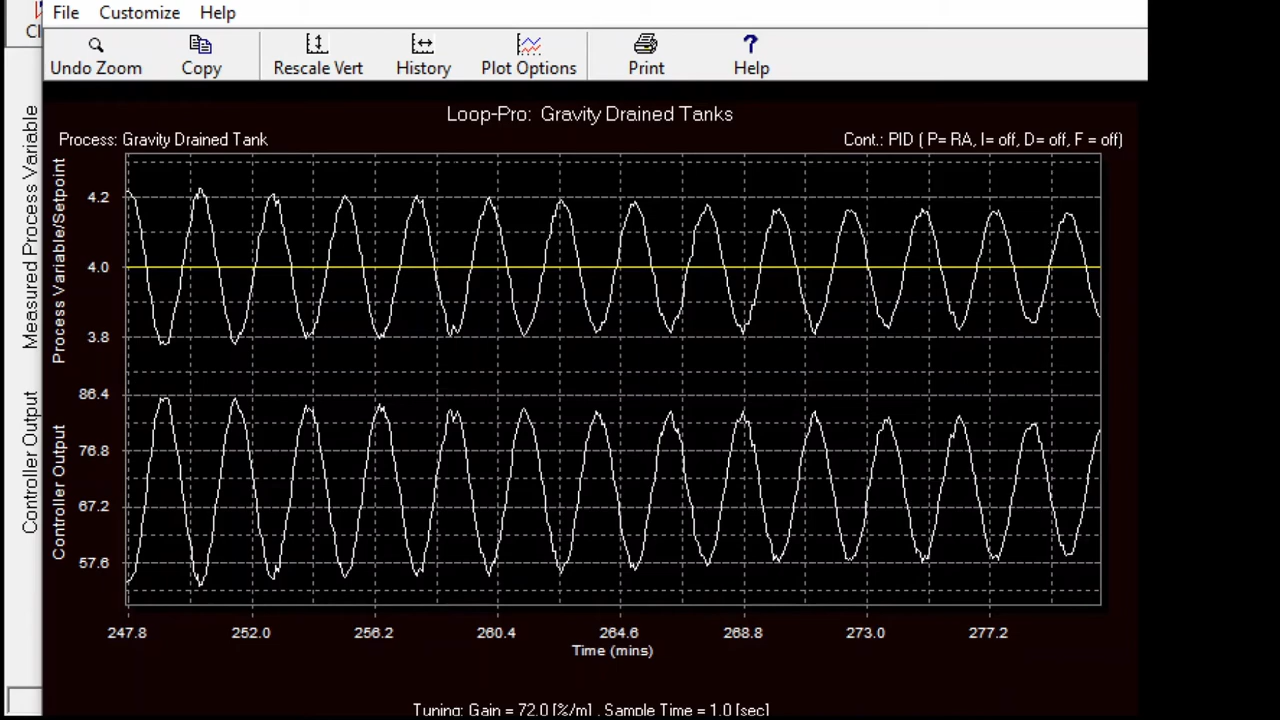 File Customize Help
Cl
Undo Zoom Copy Rescale Vert History Plot Options Print Help
Loop-Pro: Gravity Drained Tanks
Process: Gravity Drained Tank Cont.: PID ( P= RA, I= off, D= off, F = off)
Measured Process Variable
Process Variable/Setpoint
4.2
4.0
3.8
Controller Output
Controller Output
86.4
76.8
67.2
57.6
247.8 252.0 256.2 260.4 264.6 268.8 273.0 277.2
Time (mins)
Tuning: Gain = 72.0 [%/m] , Sample Time = 1.0 [sec]